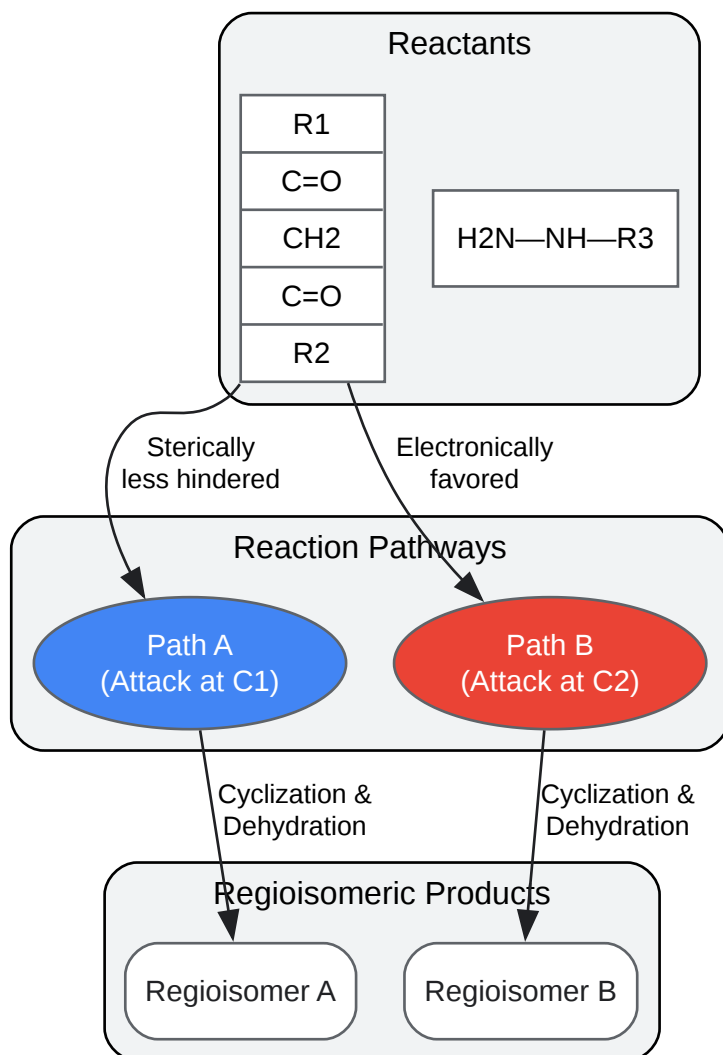 Reactants
R1
C=O
CH2
C=O
R2
H2N—NH—R3
Sterically
less hindered
Electronically
favored
Reaction Pathways
Path A
(Attack at C1)
Path B
(Attack at C2)
Cyclization &
Dehydration
Cyclization &
Dehydration
Regioisomeric Products
Regioisomer A
Regioisomer B